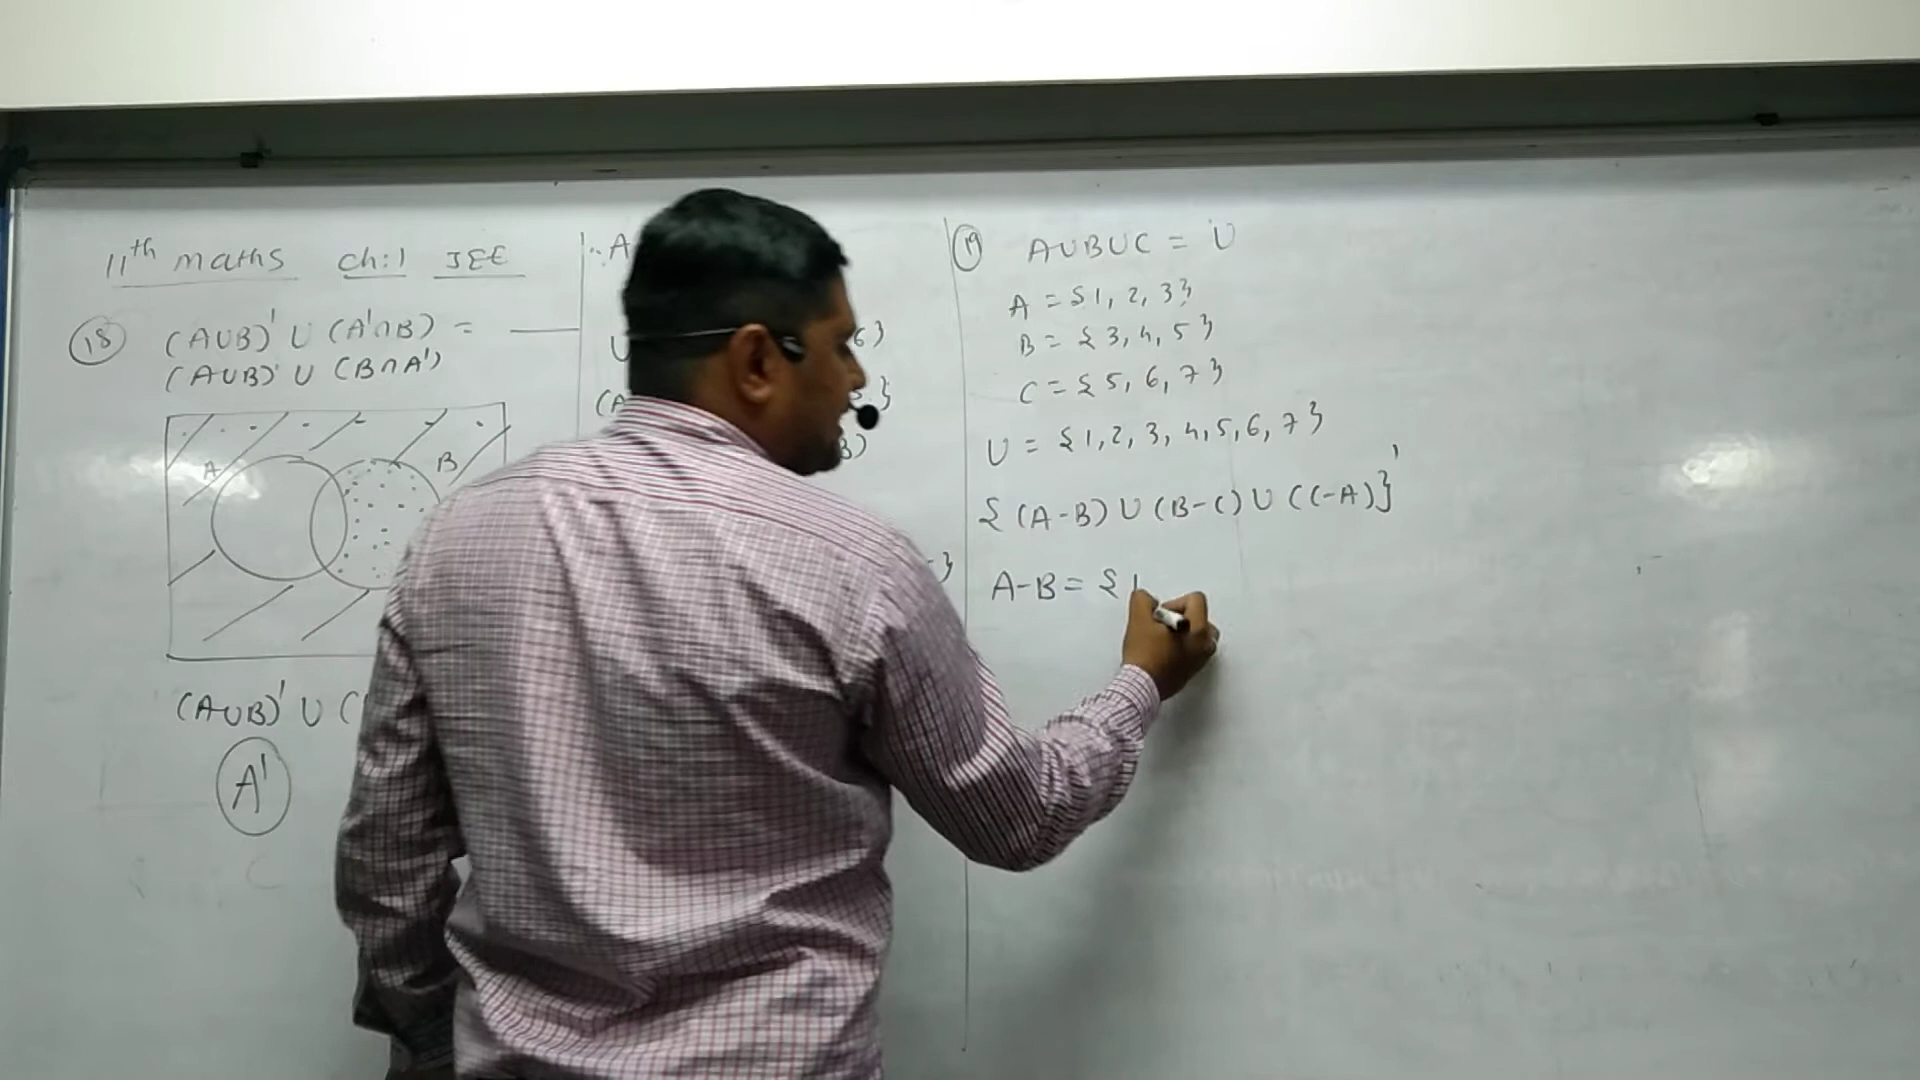 11th maths ch:1 JEE
(18) (A∪B)' ∪ (A'∩B) = ____
(A∪B)' ∪ (B∩A')
A B
(A∪B)' ∪ (
A'
∴ A
U 6}
(A }
B)
}
(19) A∪B∪C = U
A = {1, 2, 3}
B = {3, 4, 5}
C = {5, 6, 7}
U = {1, 2, 3, 4, 5, 6, 7}
{(A-B) ∪ (B-C) ∪ (C-A)}'
A-B = {1